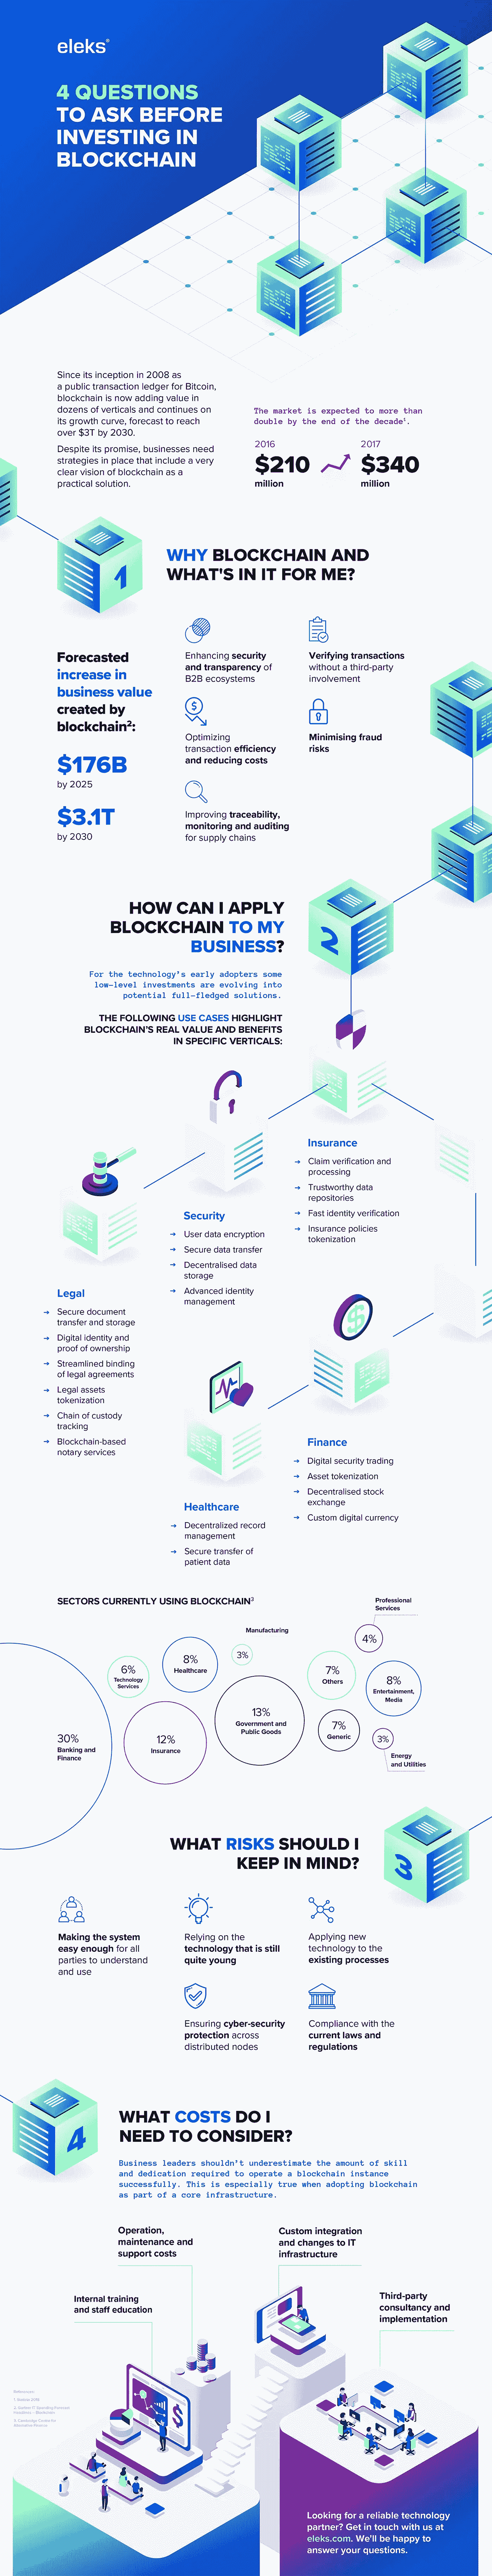 eleks®
4 QUESTIONS
TO ASK BEFORE
INVESTING IN
BLOCKCHAIN
Since its inception in 2008 as
a public transaction ledger for Bitcoin,
blockchain is now adding value in
dozens of verticals and continues on
its growth curve, forecast to reach
over $3T by 2030.
Despite its promise, businesses need
strategies in place that include a very
clear vision of blockchain as a
practical solution.
The market is expected to more than
double by the end of the decade¹.
2016
$210
million
2017
$340
million
1
WHY BLOCKCHAIN AND
WHAT'S IN IT FOR ME?
Forecasted
increase in
business value
created by
blockchain²:
$176B
by 2025
$3.1T
by 2030
Enhancing security
and transparency of
B2B ecosystems
Verifying transactions
without a third-party
involvement
Optimizing
transaction efficiency
and reducing costs
Minimising fraud
risks
Improving traceability,
monitoring and auditing
for supply chains
HOW CAN I APPLY
BLOCKCHAIN TO MY
BUSINESS?
2
For the technology's early adopters some
low-level investments are evolving into
potential full-fledged solutions.
THE FOLLOWING USE CASES HIGHLIGHT
BLOCKCHAIN'S REAL VALUE AND BENEFITS
IN SPECIFIC VERTICALS:
Insurance
Claim verification and
processing
Trustworthy data
repositories
Fast identity verification
Insurance policies
tokenization
Security
User data encryption
Secure data transfer
Decentralised data
storage
Advanced identity
management
Legal
Secure document
transfer and storage
Digital identity and
proof of ownership
Streamlined binding
of legal agreements
Legal assets
tokenization
Chain of custody
tracking
Blockchain-based
notary services
Finance
Digital security trading
Asset tokenization
Decentralised stock
exchange
Custom digital currency
Healthcare
Decentralized record
management
Secure transfer of
patient data
SECTORS CURRENTLY USING BLOCKCHAIN³
30%
Banking and
Finance
6%
Technology
Services
8%
Healthcare
12%
Insurance
Manufacturing
3%
13%
Government and
Public Goods
7%
Others
7%
Generic
Professional
Services
4%
8%
Entertainment,
Media
3%
Energy
and Utilities
WHAT RISKS SHOULD I
KEEP IN MIND?
3
Making the system
easy enough for all
parties to understand
and use
Relying on the
technology that is still
quite young
Applying new
technology to the
existing processes
Ensuring cyber-security
protection across
distributed nodes
Compliance with the
current laws and
regulations
4
WHAT COSTS DO I
NEED TO CONSIDER?
Business leaders shouldn't underestimate the amount of skill
and dedication required to operate a blockchain instance
successfully. This is especially true when adopting blockchain
as part of a core infrastructure.
Operation,
maintenance and
support costs
Custom integration
and changes to IT
infrastructure
Internal training
and staff education
Third-party
consultancy and
implementation
Looking for a reliable technology
partner? Get in touch with us at
eleks.com. We'll be happy to
answer your questions.